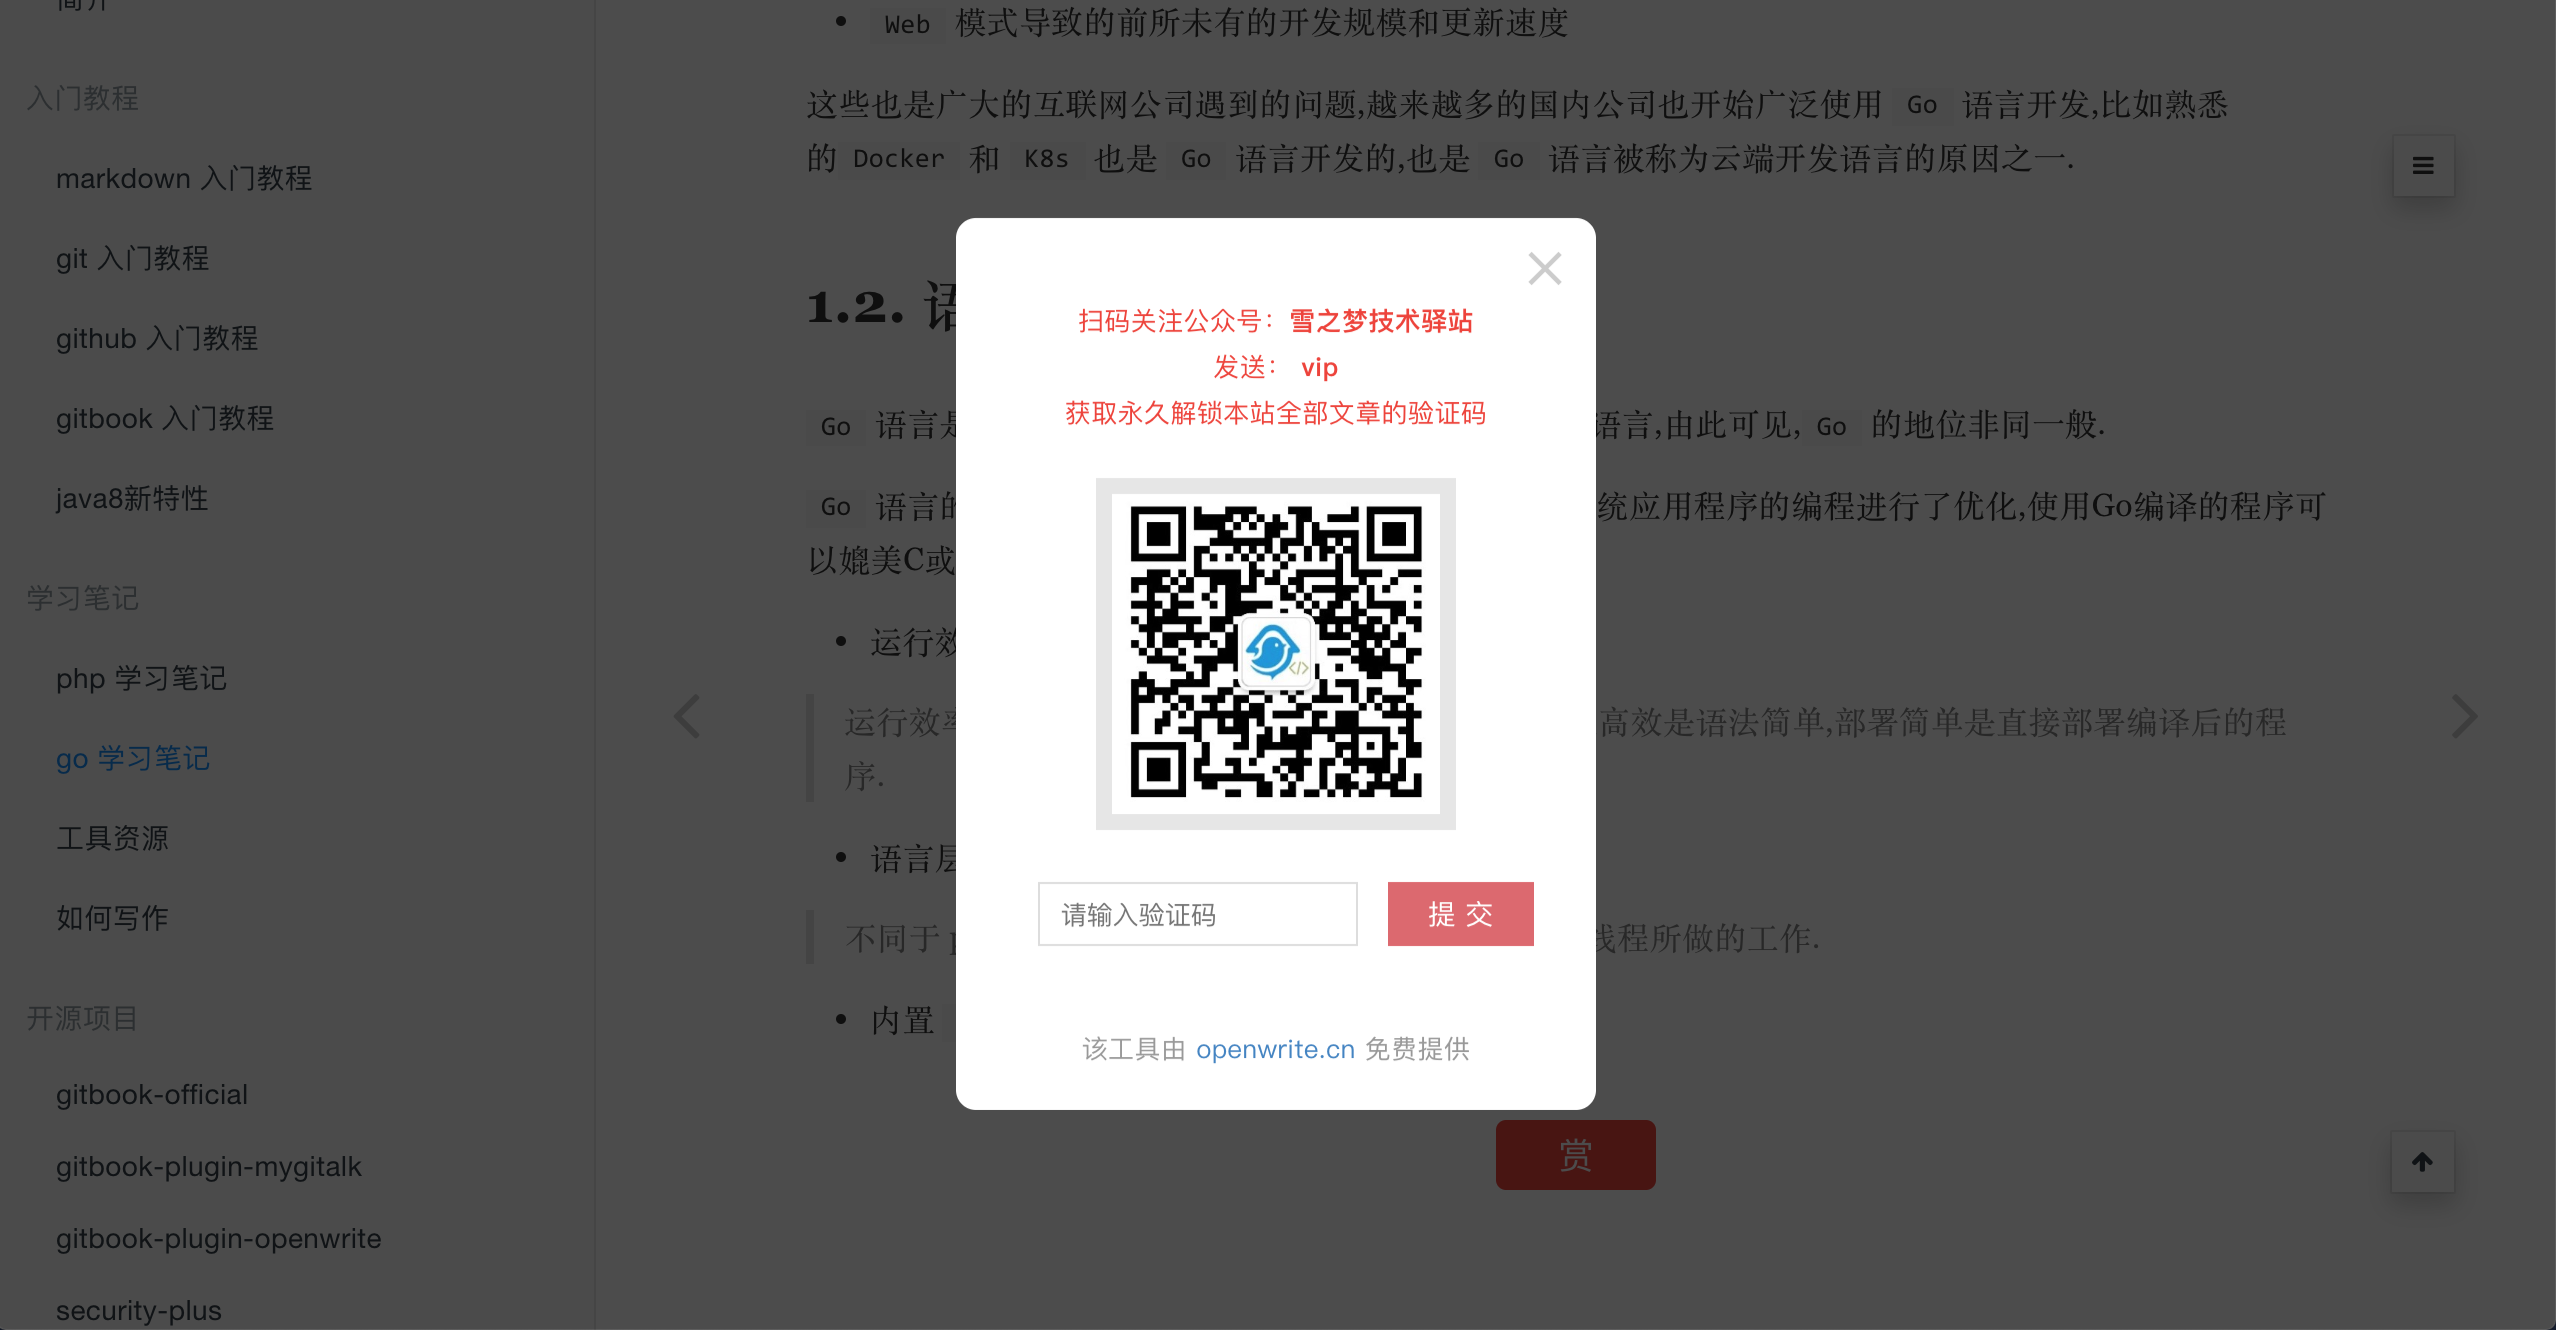 简介
入门教程
markdown 入门教程
git 入门教程
github 入门教程
gitbook 入门教程
java8新特性
学习笔记
php 学习笔记
go 学习笔记
工具资源
如何写作
开源项目
gitbook-official
gitbook-plugin-mygitalk
gitbook-plugin-openwrite
security-plus
Web 模式导致的前所未有的开发规模和更新速度
这些也是广大的互联网公司遇到的问题,越来越多的国内公司也开始广泛使用 Go 语言开发,比如熟悉
的 Docker 和 K8s 也是 Go 语言开发的,也是 Go 语言被称为云端开发语言的原因之一.
1.2. 语
Go 语言是 语言,由此可见, Go 的地位非同一般.
Go 语言的 统应用程序的编程进行了优化,使用Go编译的程序可
以媲美C或
运行效
运行效率 高效是语法简单,部署简单是直接部署编译后的程
序.
语言层
不同于 p 线程所做的工作.
内置
赏
扫码关注公众号：雪之梦技术驿站
发送： vip
获取永久解锁本站全部文章的验证码
</>
请输入验证码
提 交
该工具由 openwrite.cn 免费提供